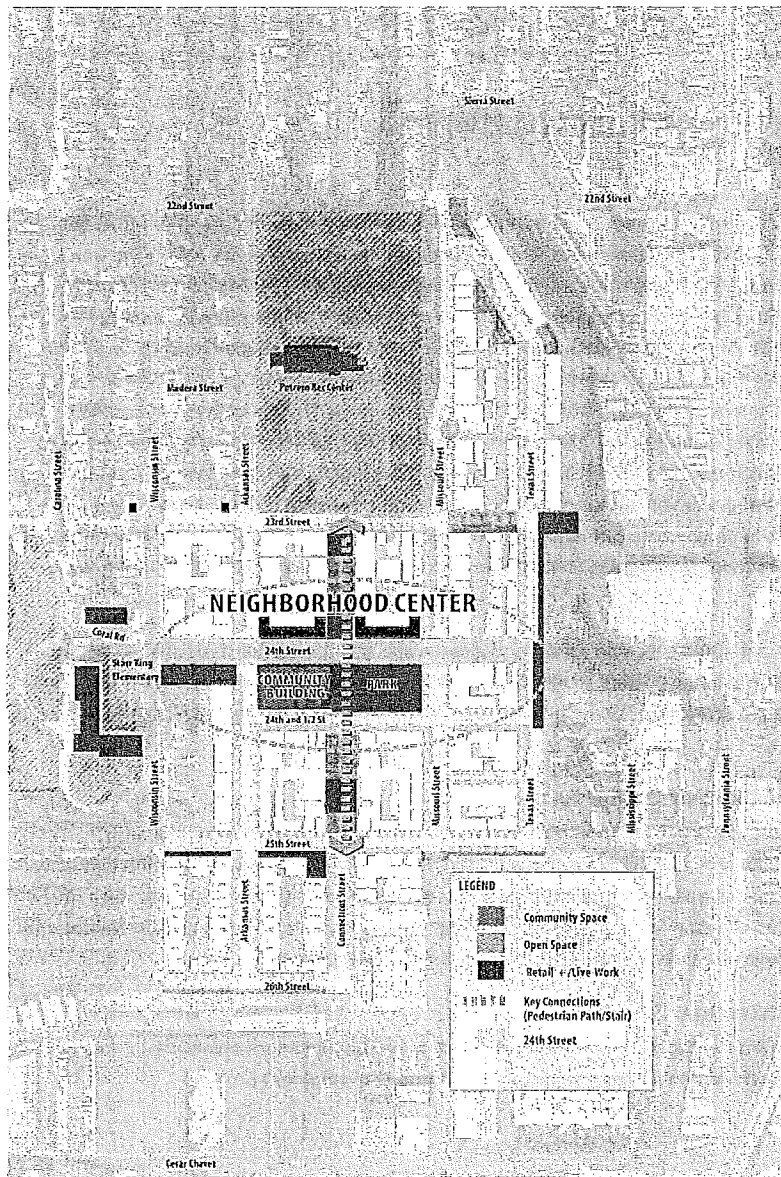 Sierra Street
22nd Street
22nd Street
Potrero Rec Center
Madera Street
Carolina Street
Wisconsin Street
Arkansas Street
Missouri Street
Texas Street
23rd Street
NEIGHBORHOOD CENTER
Coral Rd
24th Street
Starr King
Elementary
COMMUNITY
BUILDING
PARK
24th and 1/2 St
Wisconsin Street
Missouri Street
Texas Street
Mississippi Street
Pennsylvania Street
25th Street
Arkansas Street
Connecticut Street
26th Street
LEGEND
Community Space
Open Space
Retail +/Live Work
Key Connections
(Pedestrian Path/Stair)
24th Street
Cesar Chavez